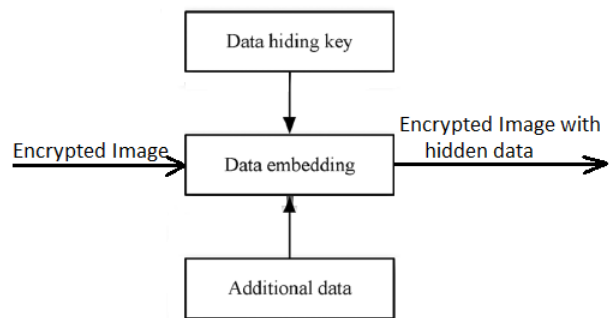 Data hiding key
Encrypted Image
Data embedding
Encrypted Image with
hidden data
Additional data